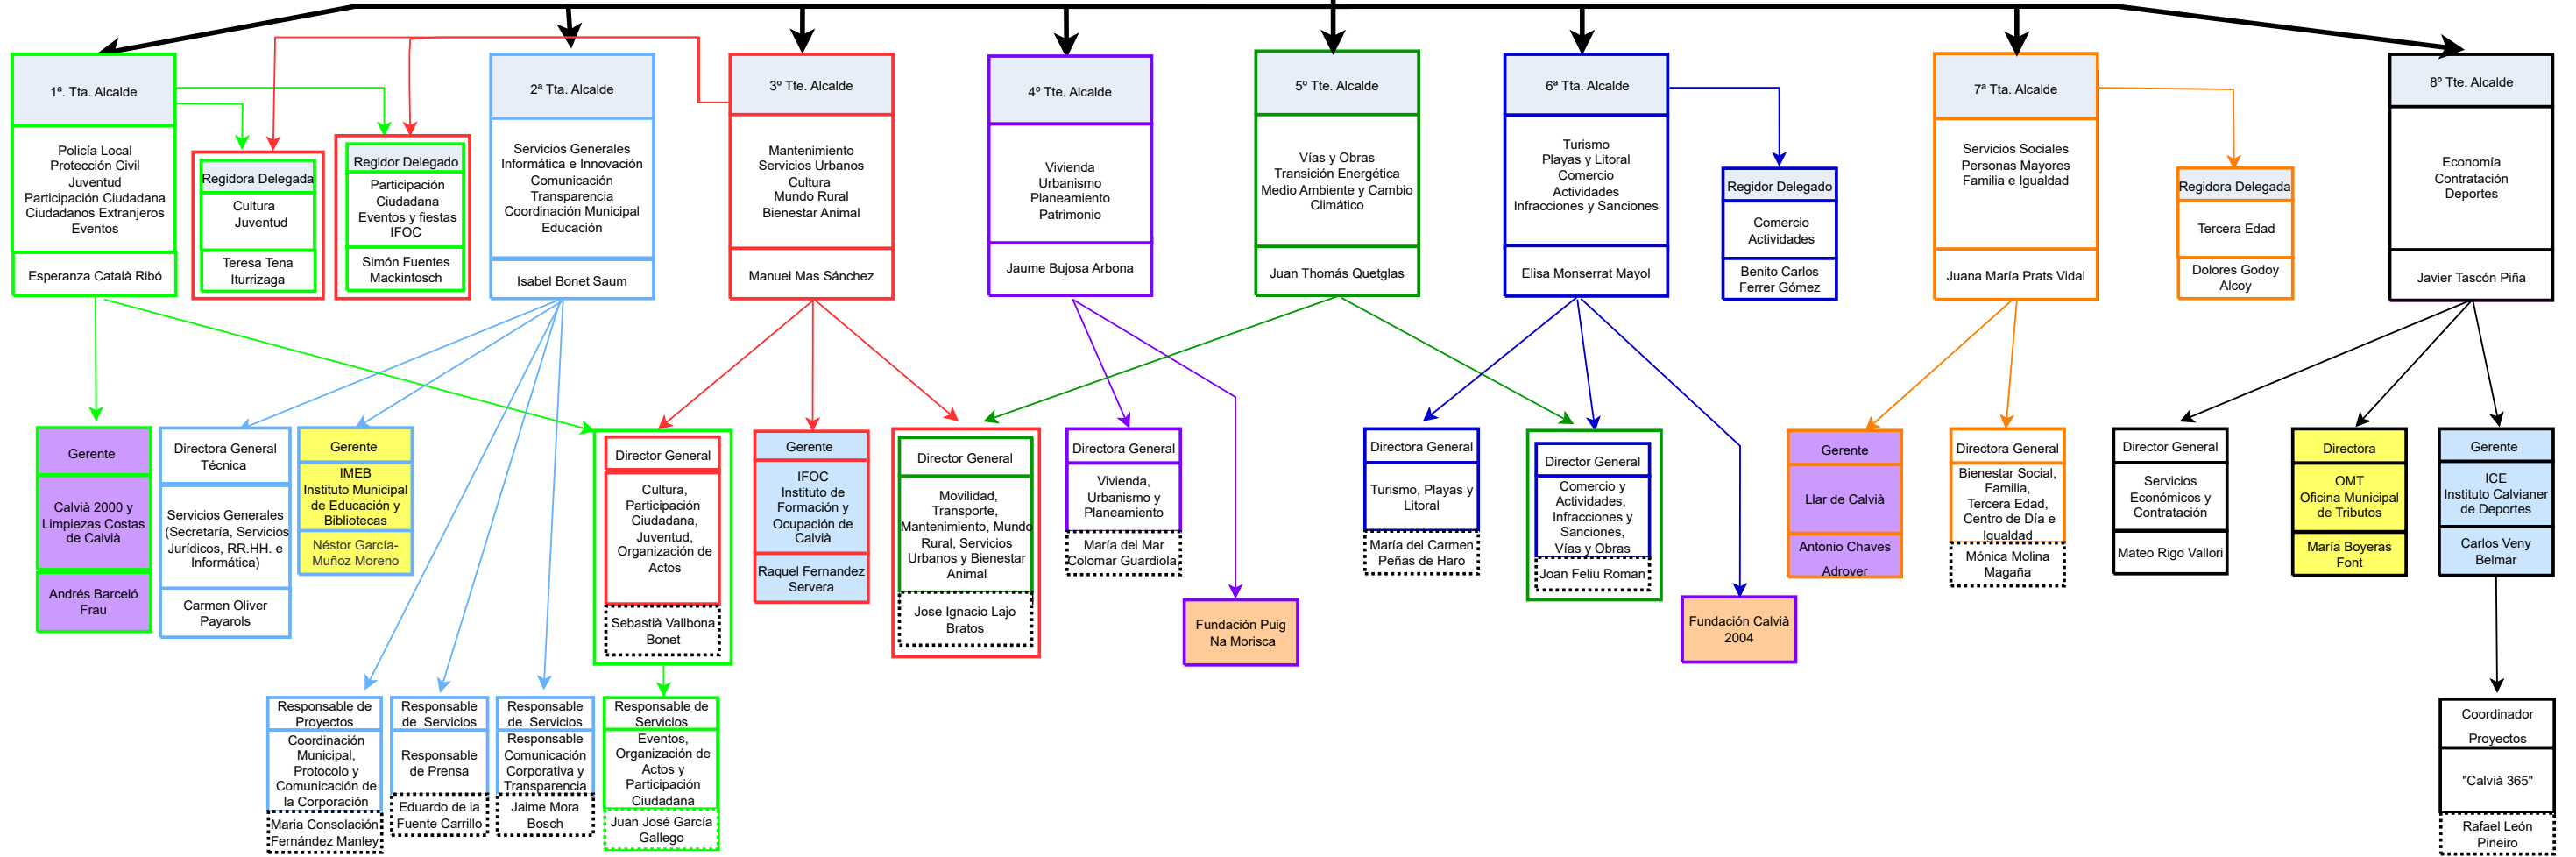 1ª. Tta. Alcalde
Policía Local
Protección Civil
Juventud
Participación Ciudadana
Ciudadanos Extranjeros
Eventos
Esperanza Català Ribó
Regidora Delegada
Cultura
Juventud
Teresa Tena
Iturrizaga
Regidor Delegado
Participación
Ciudadana
Eventos y fiestas
IFOC
Simón Fuentes
Mackintosch
2ª Tta. Alcalde
Servicios Generales
Informática e Innovación
Comunicación
Transparencia
Coordinación Municipal
Educación
Isabel Bonet Saum
3º Tte. Alcalde
Mantenimiento
Servicios Urbanos
Cultura
Mundo Rural
Bienestar Animal
Manuel Mas Sánchez
4º Tte. Alcalde
Vivienda
Urbanismo
Planeamiento
Patrimonio
Jaume Bujosa Arbona
5º Tte. Alcalde
Vías y Obras
Transición Energética
Medio Ambiente y Cambio
Climático
Juan Thomás Quetglas
6ª Tta. Alcalde
Turismo
Playas y Litoral
Comercio
Actividades
Infracciones y Sanciones
Elisa Monserrat Mayol
Regidor Delegado
Comercio
Actividades
Benito Carlos
Ferrer Gómez
7ª Tta. Alcalde
Servicios Sociales
Personas Mayores
Familia e Igualdad
Juana María Prats Vidal
Regidora Delegada
Tercera Edad
Dolores Godoy
Alcoy
8º Tte. Alcalde
Economía
Contratación
Deportes
Javier Tascón Piña
Gerente
Calvià 2000 y
Limpiezas Costas
de Calvià
Andrés Barceló
Frau
Directora General
Técnica
Servicios Generales
(Secretaría, Servicios
Jurídicos, RR.HH. e
Informática)
Carmen Oliver
Payarols
Gerente
IMEB
Instituto Municipal
de Educación y
Bibliotecas
Néstor García-
Muñoz Moreno
Director General
Cultura,
Participación
Ciudadana,
Juventud,
Organización de
Actos
Sebastià Vallbona
Bonet
Gerente
IFOC
Instituto de
Formación y
Ocupación de
Calvià
Raquel Fernandez
Servera
Director General
Movilidad,
Transporte,
Mantenimiento, Mundo
Rural, Servicios
Urbanos y Bienestar
Animal
Jose Ignacio Lajo
Bratos
Directora General
Vivienda,
Urbanismo y
Planeamiento
María del Mar
Colomar Guardiola
Fundación Puig
Na Morisca
Directora General
Turismo, Playas y
Litoral
María del Carmen
Peñas de Haro
Director General
Comercio y
Actividades,
Infracciones y
Sanciones,
Vías y Obras
Joan Feliu Roman
Fundación Calvià
2004
Gerente
Llar de Calvià
Antonio Chaves
Adrover
Directora General
Bienestar Social,
Familia,
Tercera Edad,
Centro de Día e
Igualdad
Mónica Molina
Magaña
Director General
Servicios
Económicos y
Contratación
Mateo Rigo Vallori
Directora
OMT
Oficina Municipal
de Tributos
María Boyeras
Font
Gerente
ICE
Instituto Calvianer
de Deportes
Carlos Veny
Belmar
Responsable de
Proyectos
Coordinación
Municipal,
Protocolo y
Comunicación de
la Corporación
Maria Consolación
Fernández Manley
Responsable
de Servicios
Responsable
de Prensa
Eduardo de la
Fuente Carrillo
Responsable
de Servicios
Responsable
Comunicación
Corporativa y
Transparencia
Jaime Mora
Bosch
Responsable de
Servicios
Eventos,
Organización de
Actos y
Participación
Ciudadana
Juan José García
Gallego
Coordinador
Proyectos
"Calvià 365"
Rafael León
Piñeiro